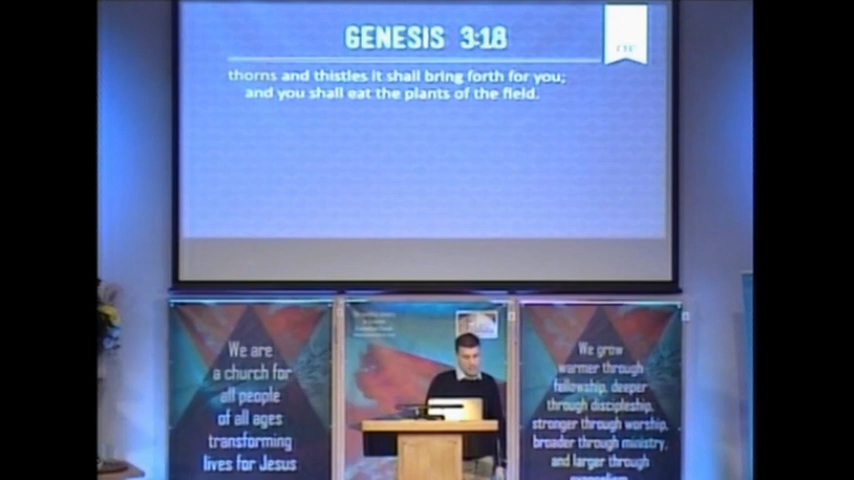 GENESIS 3:18
thorns and thistles it shall bring forth for you;
and you shall eat the plants of the field.
We are
a church for
all people
of all ages
transforming
lives for Jesus
We grow
warmer through
fellowship, deeper
through discipleship,
stronger through worship,
broader through ministry,
and larger through
evangelism